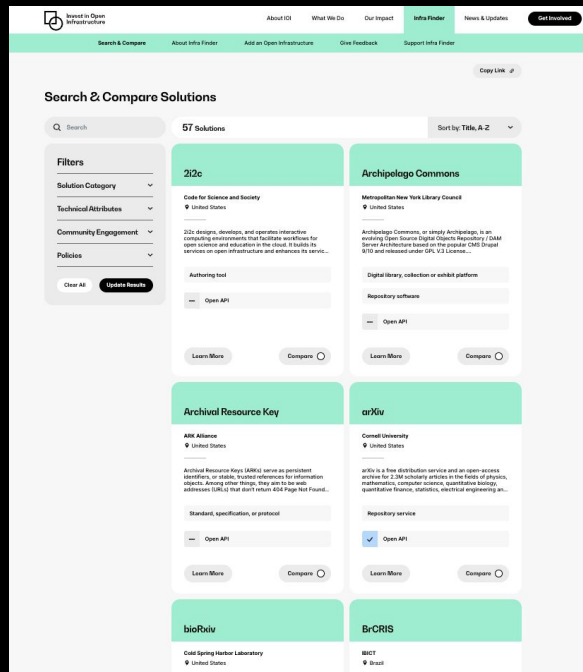 Invest in Open
Infrastructure
About IOI
What We Do
Our Impact
Infra Finder
News & Updates
Get Involved
Search & Compare
About Infra Finder
Add an Open Infrastructure
Give Feedback
Support Infra Finder
Copy Link
Search & Compare Solutions
Search
57 Solutions
Sort by: Title, A-Z
Filters
Solution Category
Technical Attributes
Community Engagement
Policies
Clear All
Update Results
2i2c
Code for Science and Society
United States
2i2c designs, develops, and operates interactive
computing environments that facilitate workflows for
open science and education in the cloud. It builds its
services on open infrastructure and enhances its servic...
Authoring tool
Open API
Learn More
Compare
Archipelago Commons
Metropolitan New York Library Council
United States
Archipelago Commons, or simply Archipelago, is an
evolving Open Source Digital Objects Repository / DAM
Server Architecture based on the popular CMS Drupal
9/10 and released under GPL V.3 License....
Digital library, collection or exhibit platform
Repository software
Open API
Learn More
Compare
Archival Resource Key
ARK Alliance
United States
Archival Resource Keys (ARKs) serve as persistent
identifiers, or stable, trusted references for information
objects. Among other things, they aim to be web
addresses (URLs) that don't return 404 Page Not Found...
Standard, specification, or protocol
Open API
Learn More
Compare
arXiv
Cornell University
United States
arXiv is a free distribution service and an open-access
archive for 2.3M scholarly articles in the fields of physics,
mathematics, computer science, quantitative biology,
quantitative finance, statistics, electrical engineering an...
Repository service
Open API
Learn More
Compare
bioRxiv
Cold Spring Harbor Laboratory
United States
BrCRIS
IBICT
Brazil